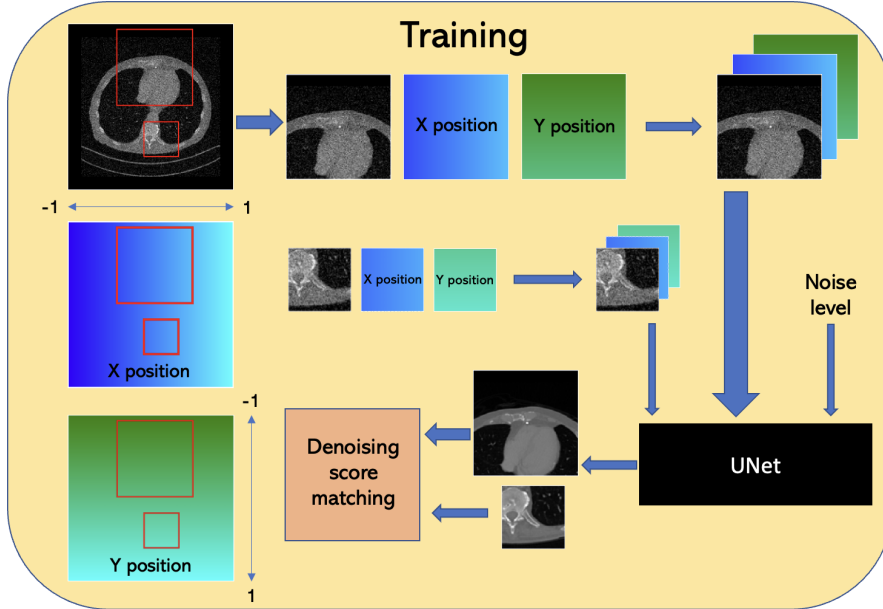 Training
X position
Y position
-1
1
X position
Y position
Noise
level
X position
-1
Denoising
score
matching
UNet
Y position
1